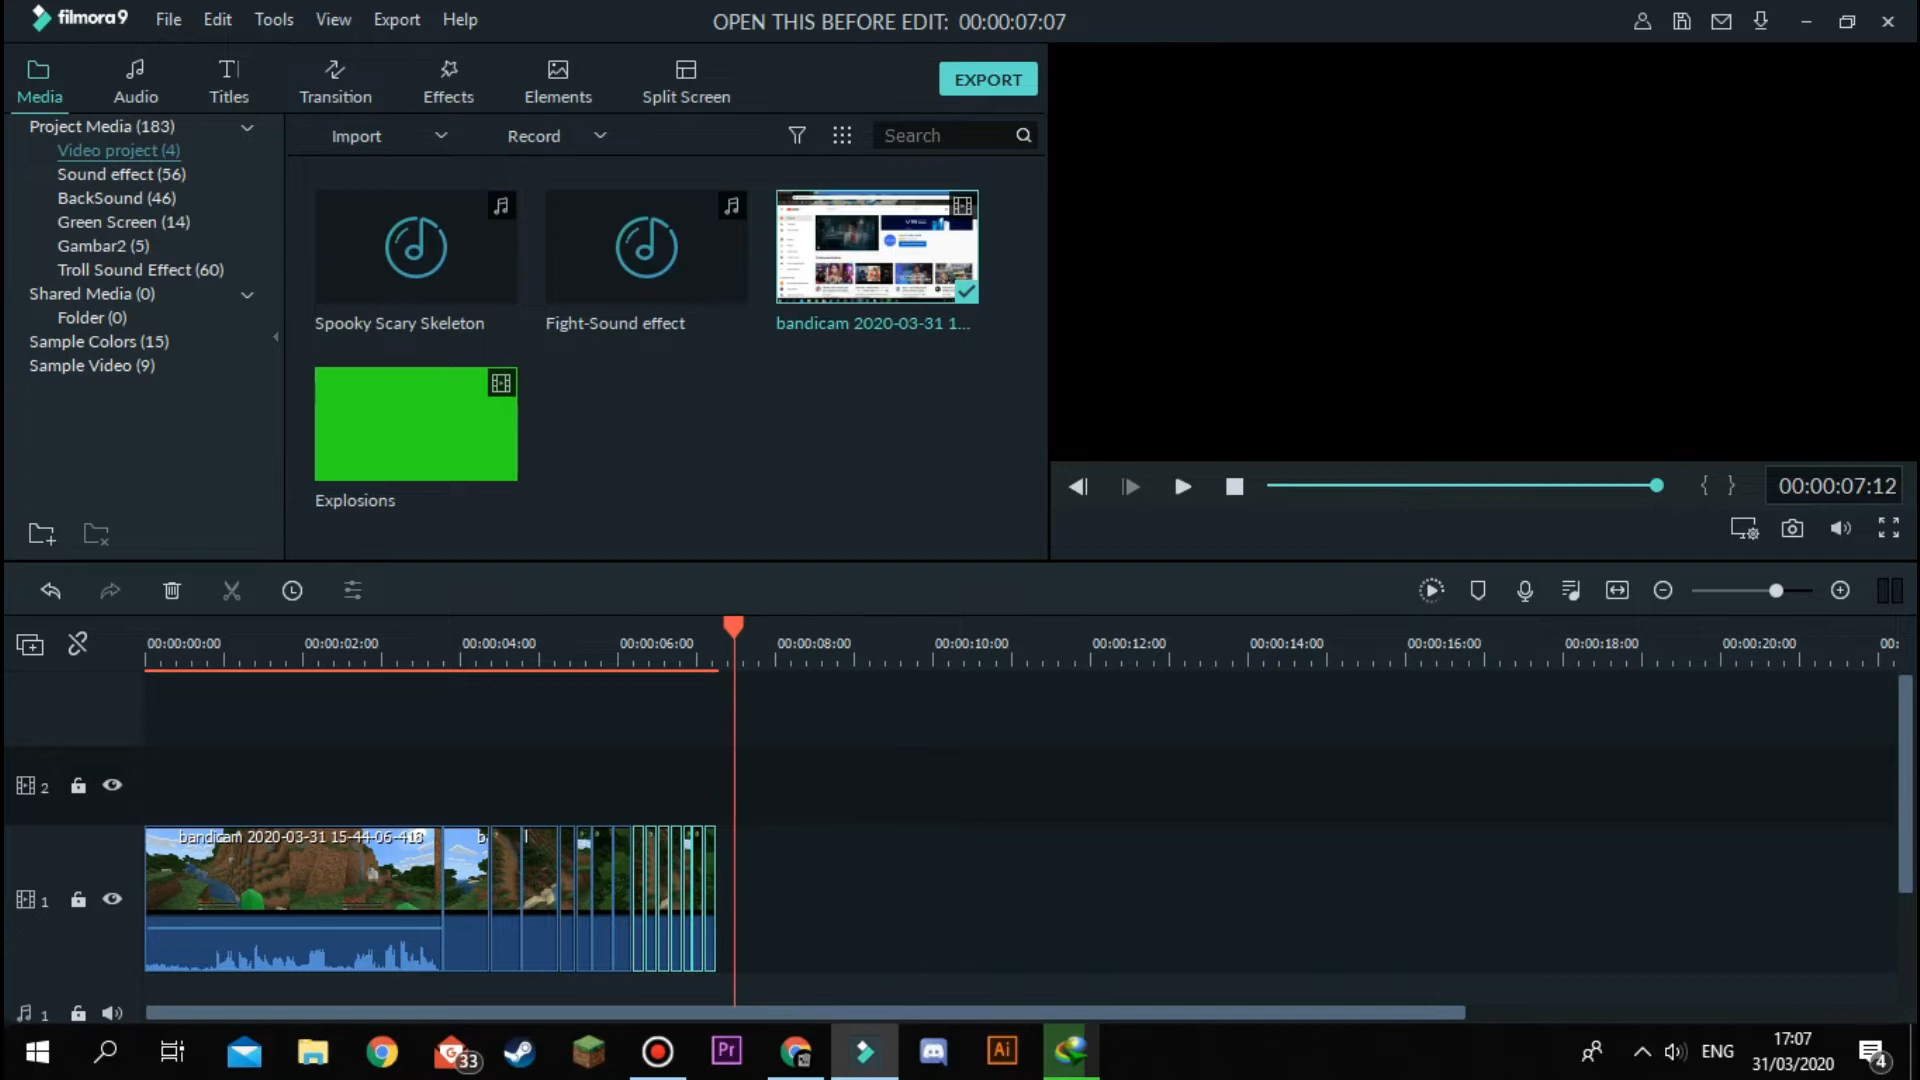 filmora9 File Edit Tools View Export Help OPEN THIS BEFORE EDIT: 00:00:07:07
Media Audio Titles Transition Effects Elements Split Screen EXPORT
Project Media (183)
Video project (4)
Sound effect (56)
BackSound (46)
Green Screen (14)
Gambar2 (5)
Troll Sound Effect (60)
Shared Media (0)
Folder (0)
Sample Colors (15)
Sample Video (9)
Import Record Search
Spooky Scary Skeleton Fight-Sound effect bandicam 2020-03-31 1...
Explosions
{ } 00:00:07:12
00:00:00:00 00:00:02:00 00:00:04:00 00:00:06:00 00:00:08:00 00:00:10:00 00:00:12:00 00:00:14:00 00:00:16:00 00:00:18:00 00:00:20:00 00:
2
bandicam 2020-03-31 15-44-06-418
1
1
33 Pr Ai ENG
17:07
31/03/2020
4